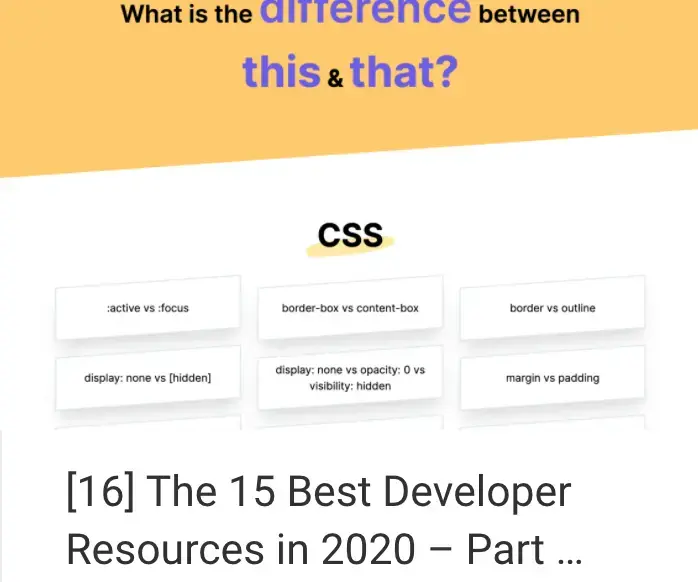 What is the difference between
this & that?
CSS
:active vs :focus
border-box vs content-box
border vs outline
display: none vs [hidden]
display: none vs opacity: 0 vs
visibility: hidden
margin vs padding
[16] The 15 Best Developer
Resources in 2020 – Part ...